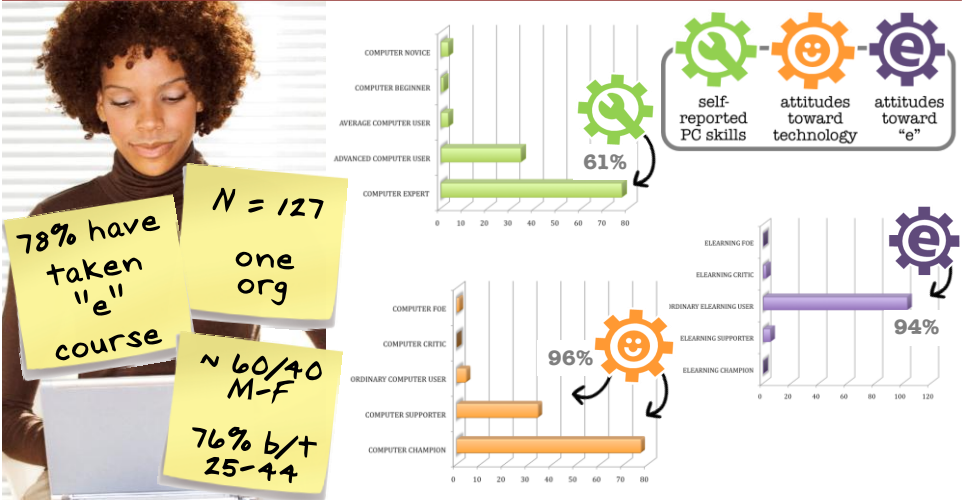 78% have
taken
"e"
course
N = 127
one
org
~ 60/40
M-F
76% b/t
25-44
COMPUTER NOVICE
COMPUTER BEGINNER
AVERAGE COMPUTER USER
ADVANCED COMPUTER USER
COMPUTER EXPERT
0 10 20 30 40 50 60 70 80
61%
self-
reported
PC skills
attitudes
toward
technology
e
attitudes
toward
"e"
COMPUTER FOE
COMPUTER CRITIC
ORDINARY COMPUTER USER
COMPUTER SUPPORTER
COMPUTER CHAMPION
0 10 20 30 40 50 60 70 80
96%
ELEARNING FOE
ELEARNING CRITIC
RDINARY ELEARNING USER
ELEARNING SUPPORTER
ELEARNING CHAMPION
0 20 40 60 80 100 120
e
94%